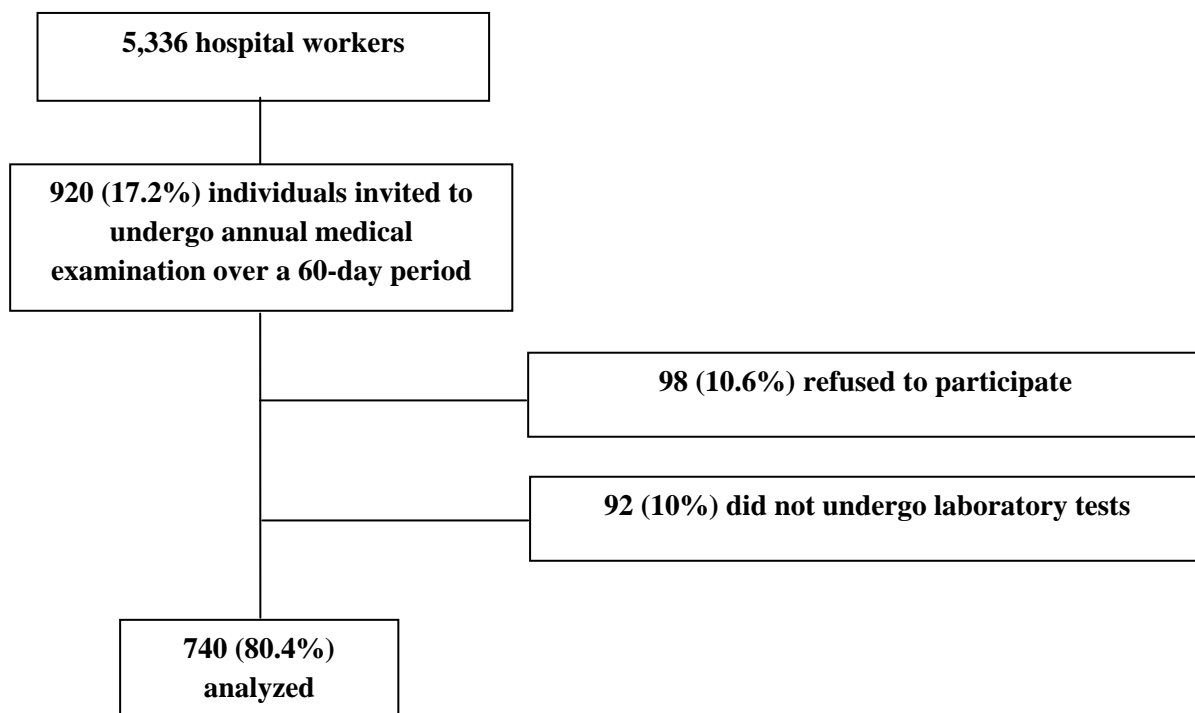 5,336 hospital workers
920 (17.2%) individuals invited to
undergo annual medical
examination over a 60-day period
98 (10.6%) refused to participate
92 (10%) did not undergo laboratory tests
740 (80.4%)
analyzed